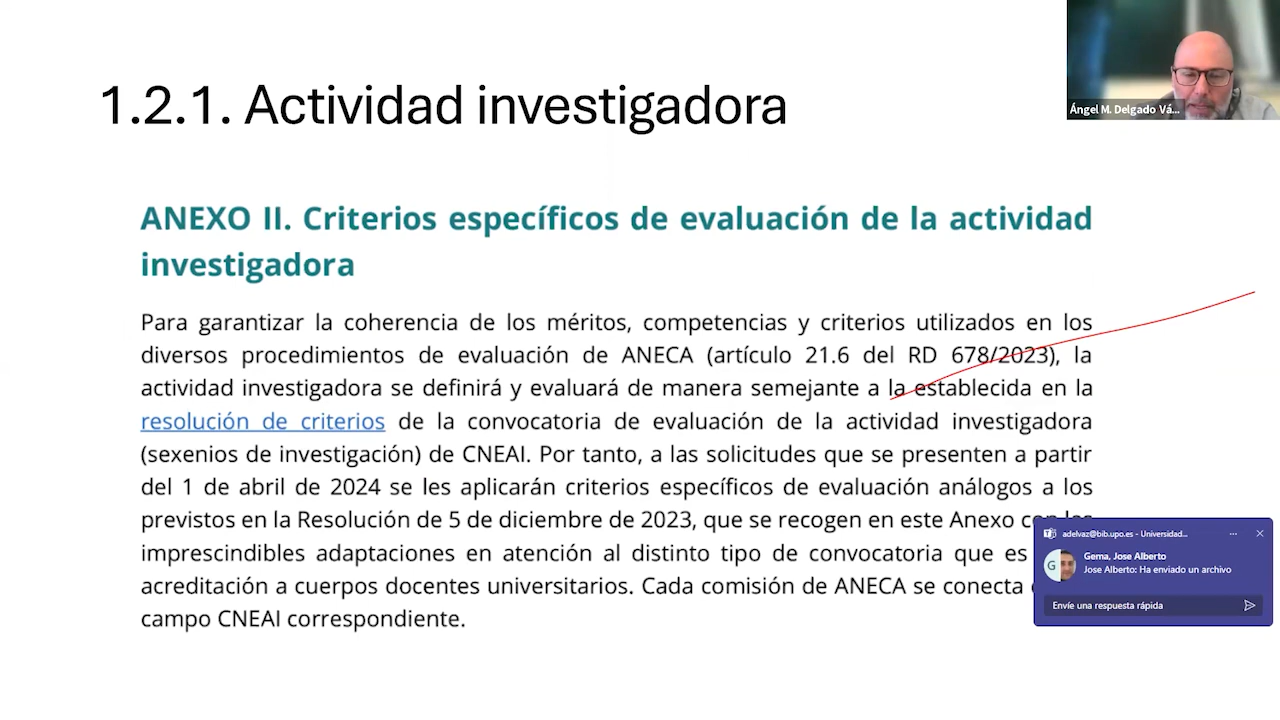 1.2.1. Actividad investigadora
Ángel M. Delgado Vá...
ANEXO II. Criterios específicos de evaluación de la actividad
investigadora
Para garantizar la coherencia de los méritos, competencias y criterios utilizados en los
diversos procedimientos de evaluación de ANECA (artículo 21.6 del RD 678/2023), la
actividad investigadora se definirá y evaluará de manera semejante a la establecida en la
resolución de criterios de la convocatoria de evaluación de la actividad investigadora
(sexenios de investigación) de CNEAI. Por tanto, a las solicitudes que se presenten a partir
del 1 de abril de 2024 se les aplicarán criterios específicos de evaluación análogos a los
previstos en la Resolución de 5 de diciembre de 2023, que se recogen en este Anexo con las
imprescindibles adaptaciones en atención al distinto tipo de convocatoria que es
acreditación a cuerpos docentes universitarios. Cada comisión de ANECA se conecta
campo CNEAI correspondiente.
adelvaz@bib.upo.es - Universidad...
Gema, Jose Alberto
Jose Alberto: Ha enviado un archivo
G
Envíe una respuesta rápida